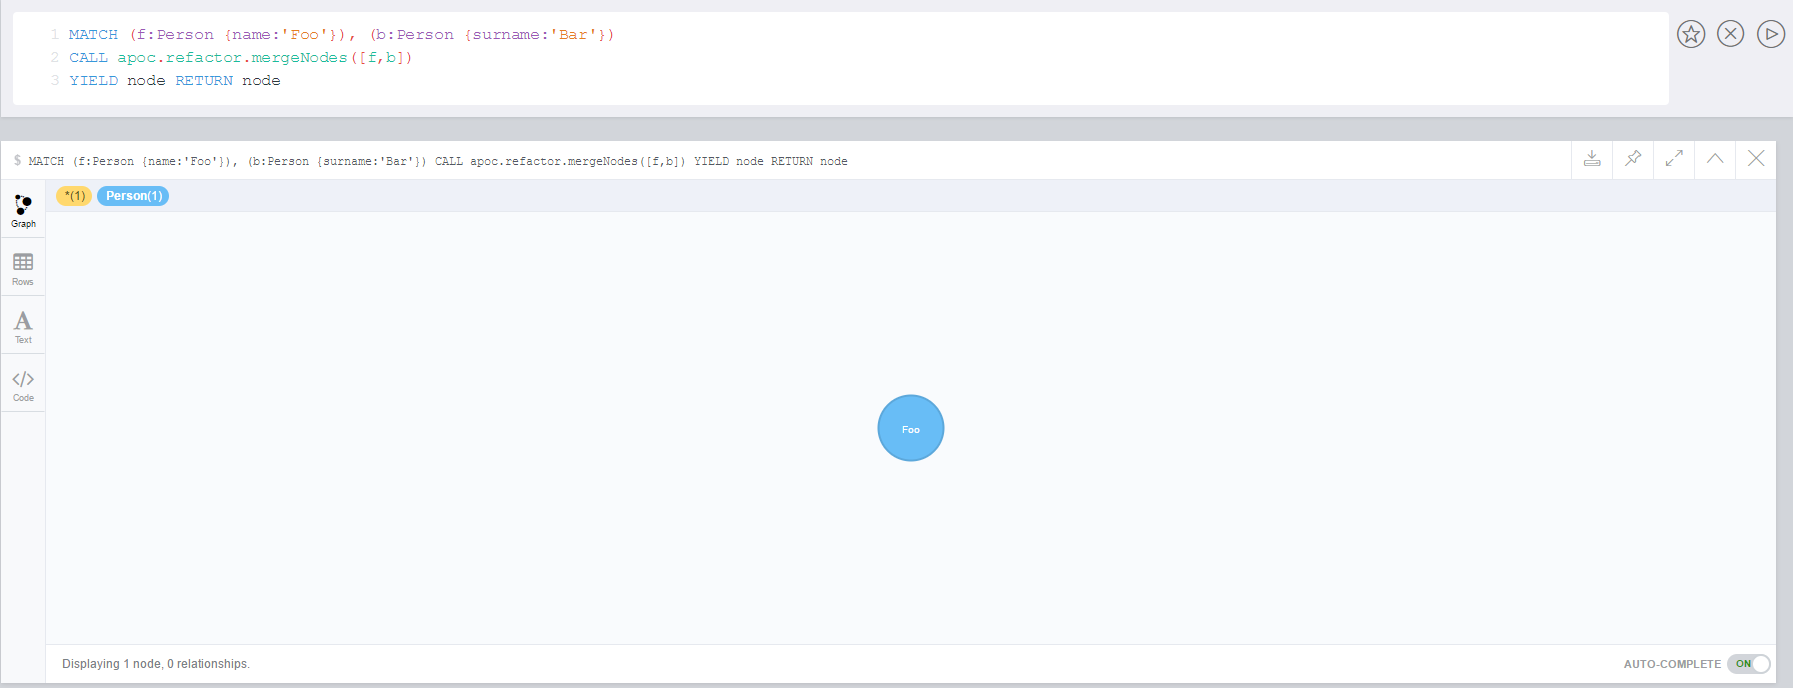 1 MATCH (f:Person {name:'Foo'}), (b:Person {surname:'Bar'})
2 CALL apoc.refactor.mergeNodes([f,b])
3 YIELD node RETURN node
$ MATCH (f:Person {name:'Foo'}), (b:Person {surname:'Bar'}) CALL apoc.refactor.mergeNodes([f,b]) YIELD node RETURN node
*(1) Person(1)
Graph
Rows
A
Text
</>
Code
Foo
Displaying 1 node, 0 relationships.
AUTO-COMPLETE ON